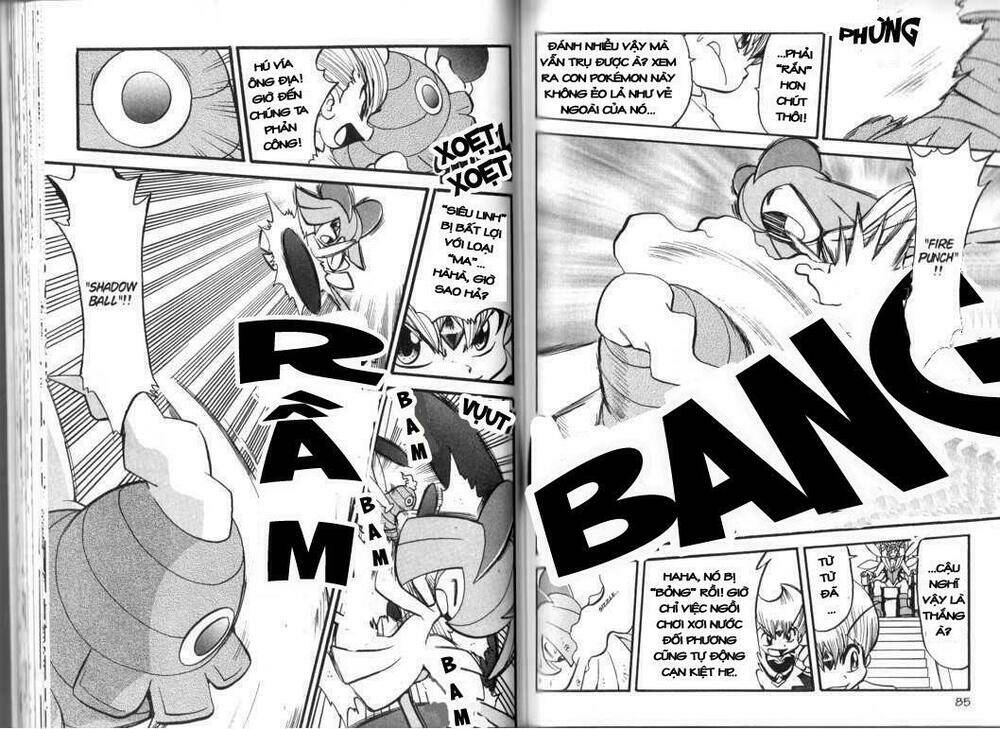 PHỪNG
...PHẢI
"RẮN" HƠN
CHÚT
THÔI!
ĐÁNH NHIỀU VẬY MÀ
VẪN TRỤ ĐƯỢC À? XEM
RA CON POKÉMON NÀY
KHÔNG ẺO LẢ NHƯ VẺ
NGOÀI CỦA NÓ...
"FIRE
PUNCH"
!!
BANG
...CẬU
NGHĨ
VẬY LÀ
THẮNG
À?
TỪ
TỪ
ĐÃ
...
HAHA, NÓ BỊ
"BỎNG" RỒI! GIỜ
CHỈ VIỆC NGỒI
CHƠI XƠI NƯỚC
ĐỐI PHƯƠNG
CŨNG TỰ ĐỘNG
CẠN KIỆT HP..
SIZZLE...
85
HÚ VÍA
ÔNG ĐỊA!
GIỜ ĐẾN
CHÚNG TA
PHẢN
CÔNG!
XOẸT
XOẸT
"SIÊU LINH"
BỊ BẤT LỢI
VỚI LOẠI
"MA"...
HÀHÀ, GIỜ
SAO HẢ?
"SHADOW
BALL"!!
RẦM
VỤT
BAM
BAM
BAM